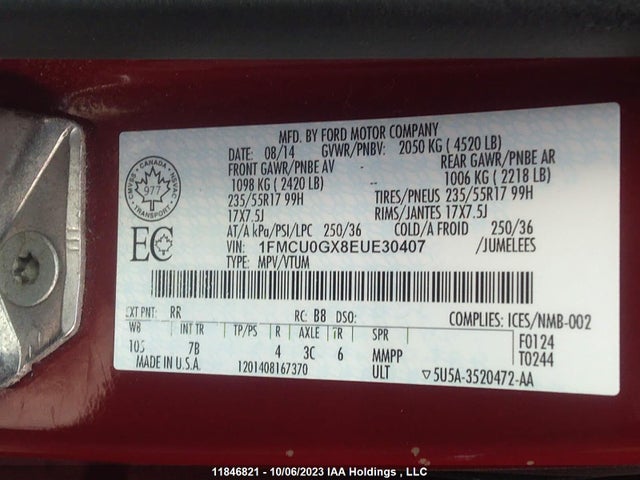 MFD. BY FORD MOTOR COMPANY
DATE: 08/14 GVWR/PNBV: 2050 KG ( 4520 LB)
FRONT GAWR/PNBE AV REAR GAWR/PNBE AR
1098 KG ( 2420 LB) -- 1006 KG ( 2218 LB)
235/55R17 99H TIRES/PNEUS 235/55R17 99H
17X7.5J RIMS/JANTES 17X7.5J
AT/A kPa/PSI/LPC 250/36 COLD/A FROID 250/36
VIN: 1FMCU0GX8EUE30407 /JUMELEES
TYPE: MPV/VTUM
CANADA
977
TRANSPORT
EC
EXT PNT: RR RC: B8 DSO: COMPLIES: ICES/NMB-002
WB INT TR TP/PS R AXLE TR SPR F0124
105 7B 4 3C 6 MMPP T0244
MADE IN U.S.A. 1201408167370 ULT ▽5U5A-3520472-AA
11846821 - 10/06/2023 IAA Holdings , LLC ©